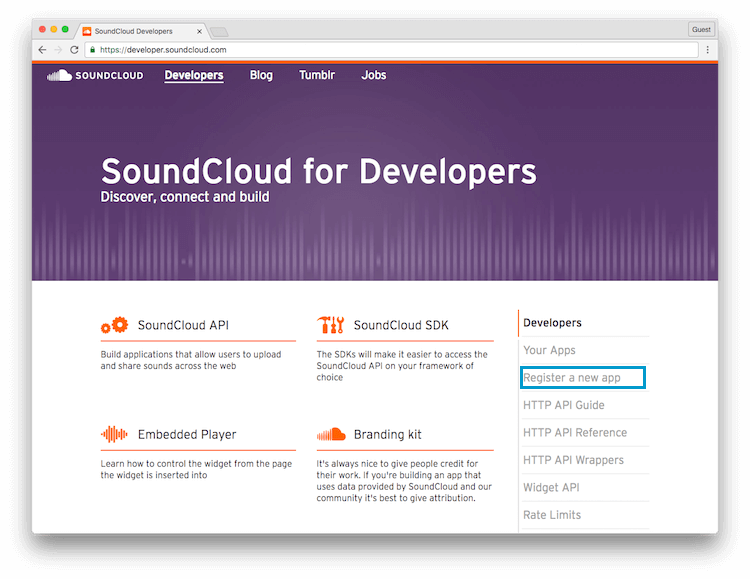 SoundCloud Developers
Guest
https://developer.soundcloud.com
SOUNDCLOUD Developers Blog Tumblr Jobs
SoundCloud for Developers
Discover, connect and build
SoundCloud API
Build applications that allow users to upload
and share sounds across the web
SoundCloud SDK
The SDKs will make it easier to access the
SoundCloud API on your framework of
choice
Embedded Player
Learn how to control the widget from the page
the widget is inserted into
Branding kit
It's always nice to give people credit for
their work. If you're building an app that
uses data provided by SoundCloud and our
community it's best to give attribution.
Developers
Your Apps
Register a new app
HTTP API Guide
HTTP API Reference
HTTP API Wrappers
Widget API
Rate Limits